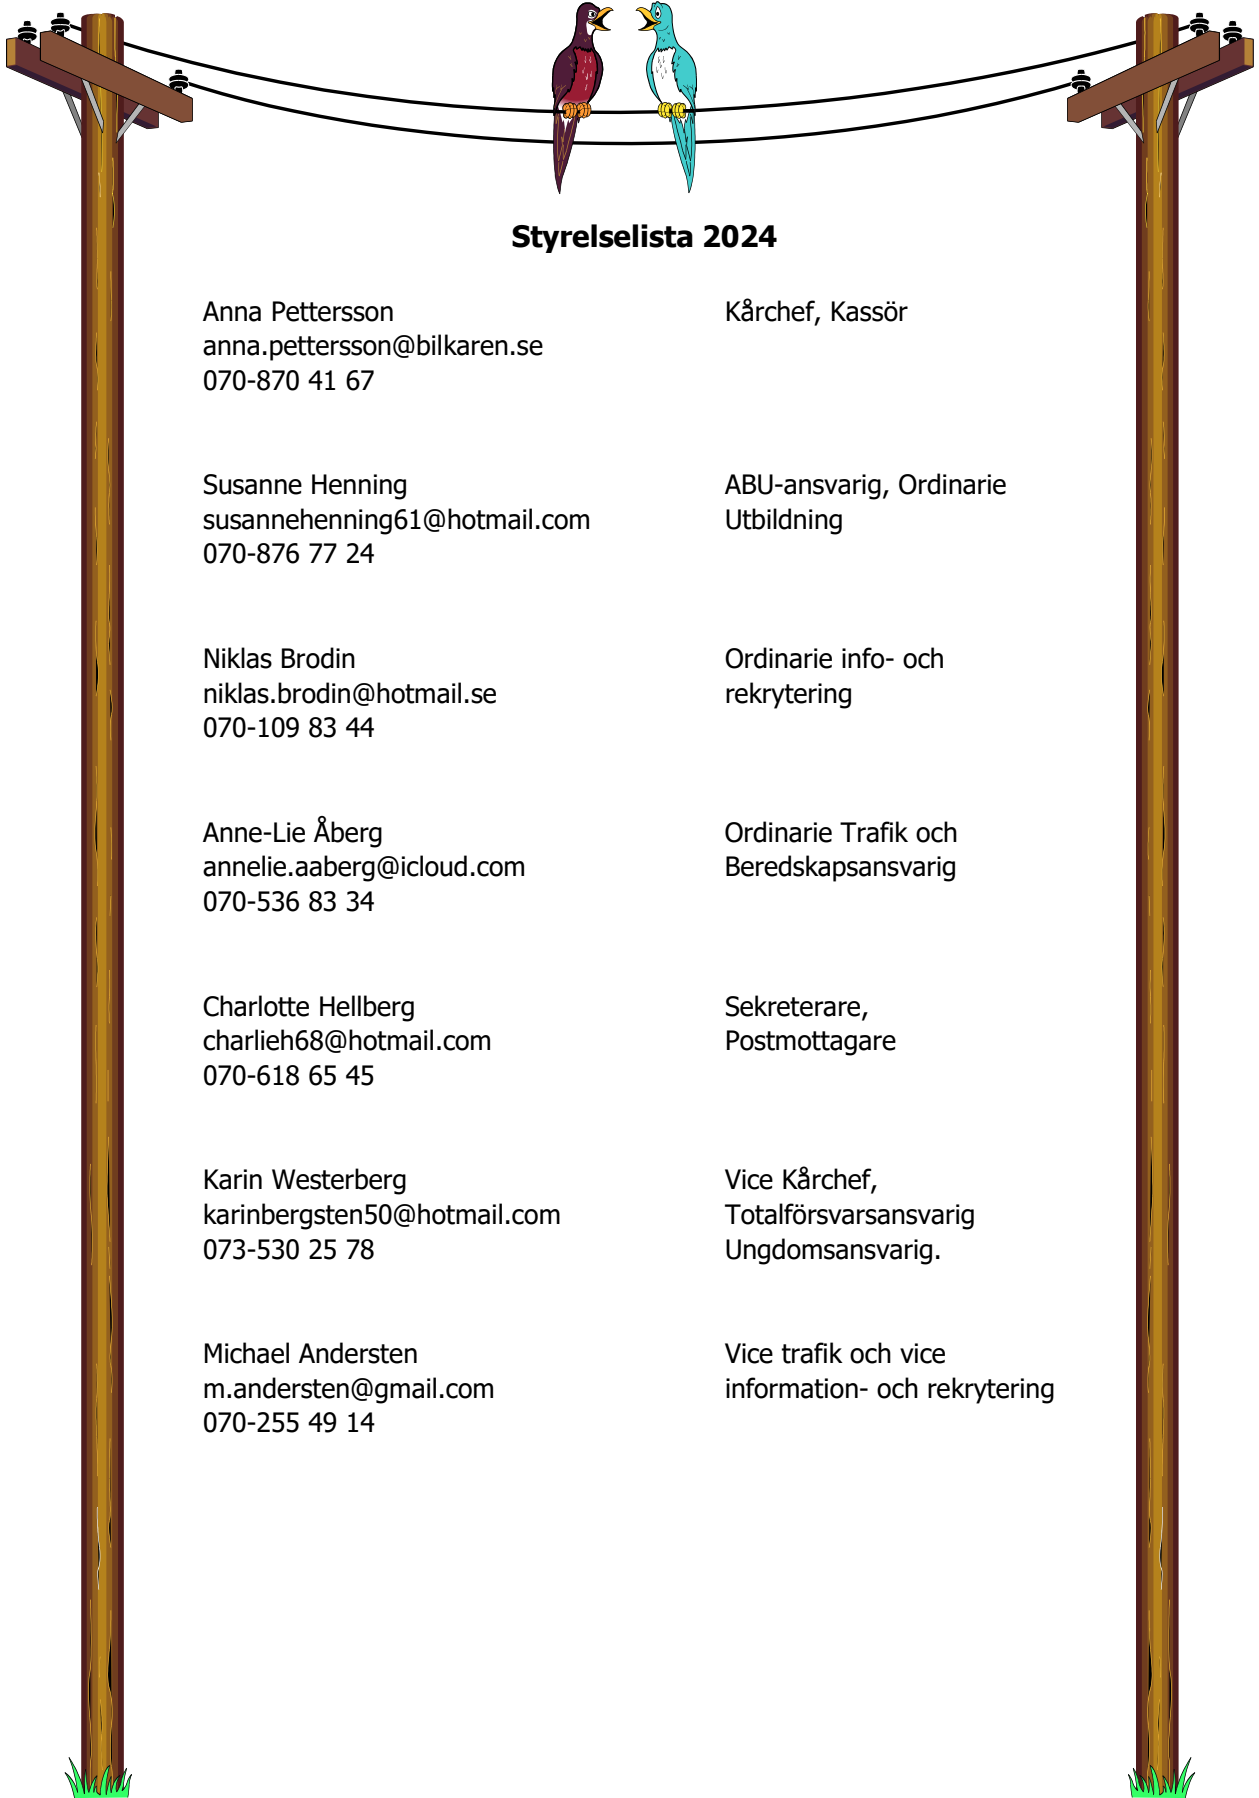 Styrelselista 2024
Anna Pettersson
Kårchef, Kassör
anna.pettersson@bilkaren.se
070-870 41 67
Susanne Henning
ABU-ansvarig, Ordinarie
susannehenning61@hotmail.com
Utbildning
070-876 77 24
Niklas Brodin
Ordinarie info- och
niklas.brodin@hotmail.se
rekrytering
070-109 83 44
Anne-Lie Åberg
Ordinarie Trafik och
annelie.aaberg@icloud.com
Beredskapsansvarig
070-536 83 34
Charlotte Hellberg
Sekreterare,
charlieh68@hotmail.com
Postmottagare
070-618 65 45
Karin Westerberg
Vice Kårchef,
karinbergsten50@hotmail.com
Totalförsvarsansvarig
073-530 25 78
Ungdomsansvarig.
Michael Andersten
Vice trafik och vice
m.andersten@gmail.com
information- och rekrytering
070-255 49 14